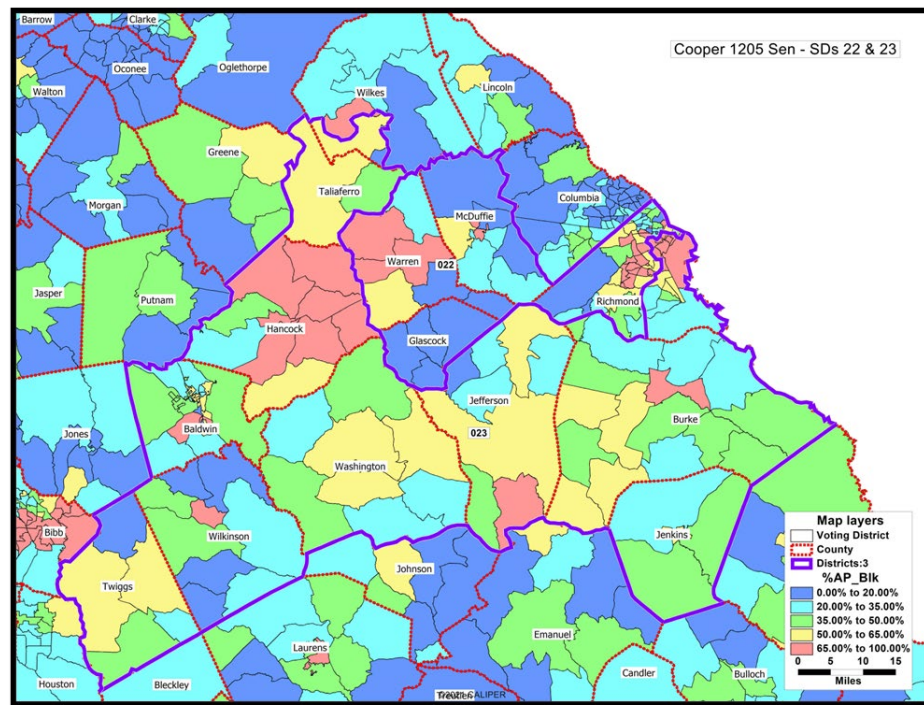 Cooper 1205 Sen - SDs 22 & 23
Barrow
Clarke
Oconee
Oglethorpe
Walton
Wilkes
Lincoln
Greene
Morgan
Taliaferro
McDuffie
Columbia
Warren
022
Jasper
Putnam
Hancock
Richmond
Glascock
Jefferson
023
Jones
Baldwin
Burke
Washington
Bibb
Wilkinson
Jenkins
Twiggs
Johnson
Laurens
Emanuel
Houston
Bleckley
Candler
Bulloch
CALIPER
Map layers
Voting District
County
Districts:3
%AP_Blk
0.00% to 20.00%
20.00% to 35.00%
35.00% to 50.00%
50.00% to 65.00%
65.00% to 100.00%
0 5 10 15
Miles